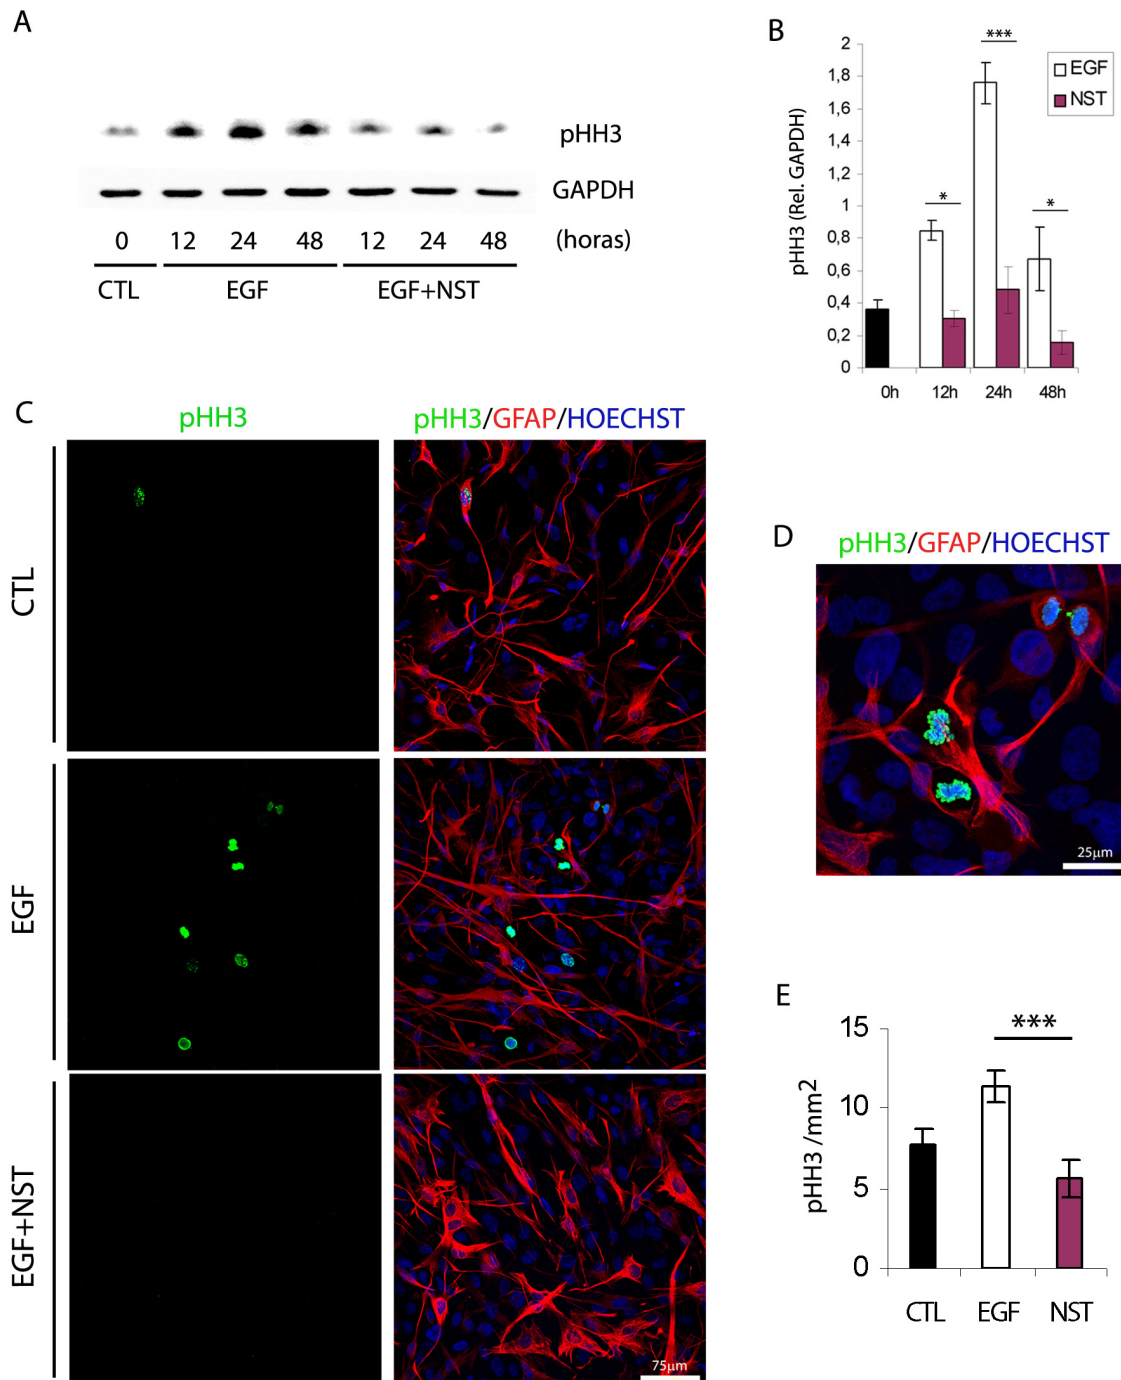 A
pHH3
GAPDH
0 12 24 48 12 24 48 (horas)
CTL EGF EGF+NST
B
pHH3 (Rel. GAPDH)
2
1,8
1,6
1,4
1,2
1
0,8
0,6
0,4
0,2
0
***
*
*
EGF
NST
0h 12h 24h 48h
C
pHH3
pHH3/GFAP/HOECHST
CTL
EGF
EGF+NST
75µm
D
pHH3/GFAP/HOECHST
25µm
E
pHH3 /mm2
15
10
5
0
***
CTL EGF NST